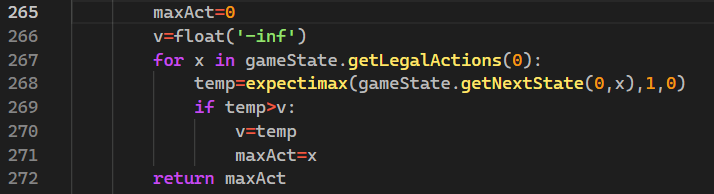 265 maxAct=0
266 v=float('-inf')
267 for x in gameState.getLegalActions(0):
268 temp=expectimax(gameState.getNextState(0,x),1,0)
269 if temp>v:
270 v=temp
271 maxAct=x
272 return maxAct